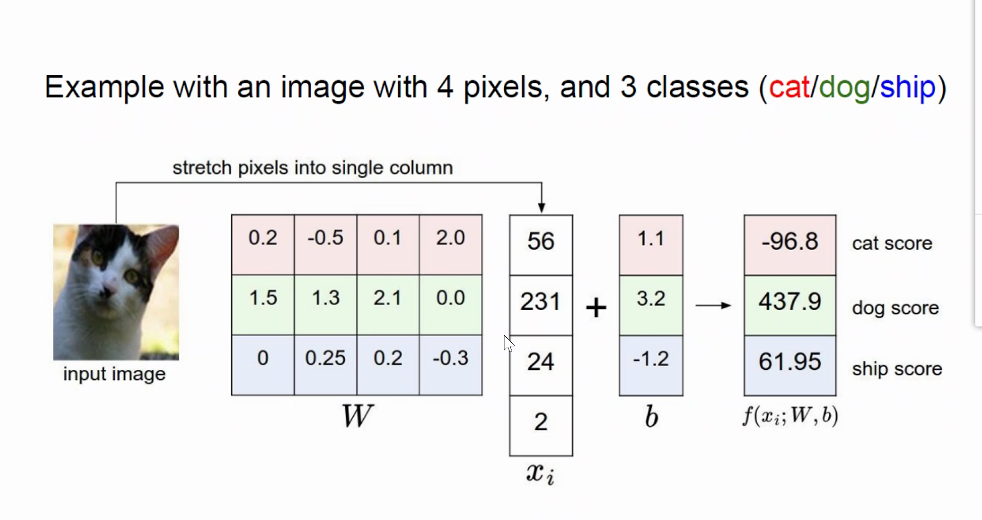 Example with an image with 4 pixels, and 3 classes (cat/dog/ship)
stretch pixels into single column
0.2 -0.5 0.1 2.0 56 1.1 -96.8 cat score
1.5 1.3 2.1 0.0 231 + 3.2 → 437.9 dog score
0 0.25 0.2 -0.3 24 -1.2 61.95 ship score
input image
W 2 b f(xᵢ; W, b)
xᵢ